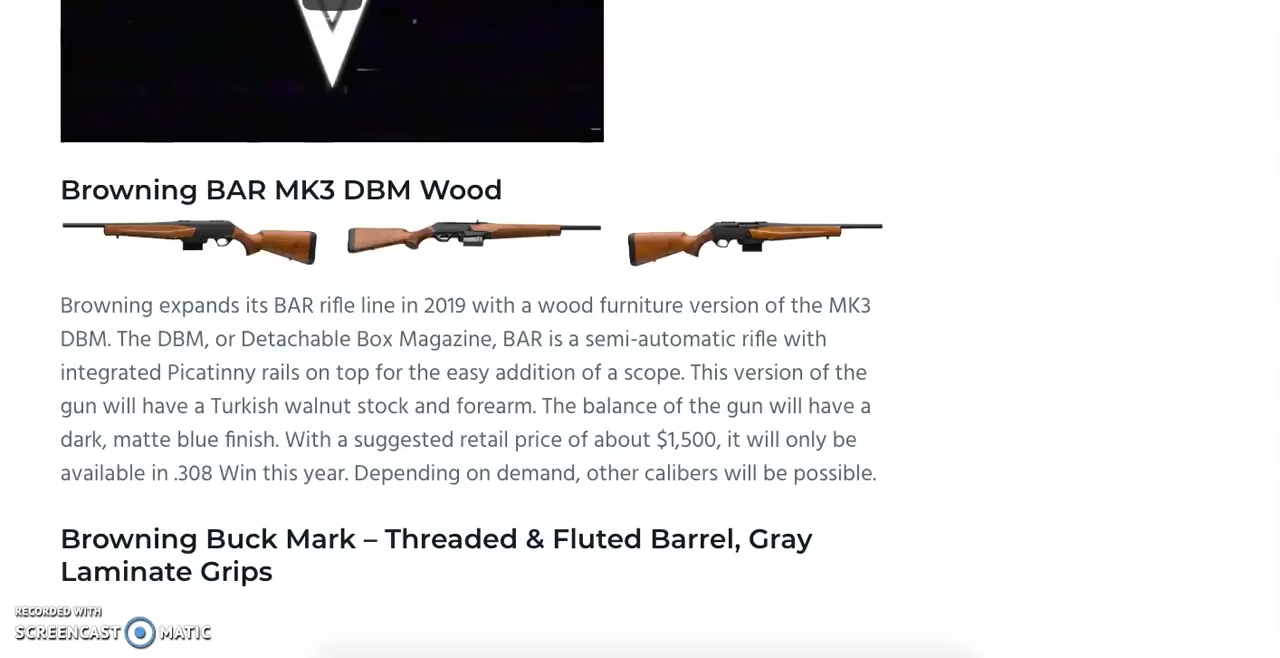 Browning BAR MK3 DBM Wood
Browning expands its BAR rifle line in 2019 with a wood furniture version of the MK3
DBM. The DBM, or Detachable Box Magazine, BAR is a semi-automatic rifle with
integrated Picatinny rails on top for the easy addition of a scope. This version of the
gun will have a Turkish walnut stock and forearm. The balance of the gun will have a
dark, matte blue finish. With a suggested retail price of about $1,500, it will only be
available in .308 Win this year. Depending on demand, other calibers will be possible.
Browning Buck Mark – Threaded & Fluted Barrel, Gray
Laminate Grips
RECORDED WITH
SCREENCAST MATIC